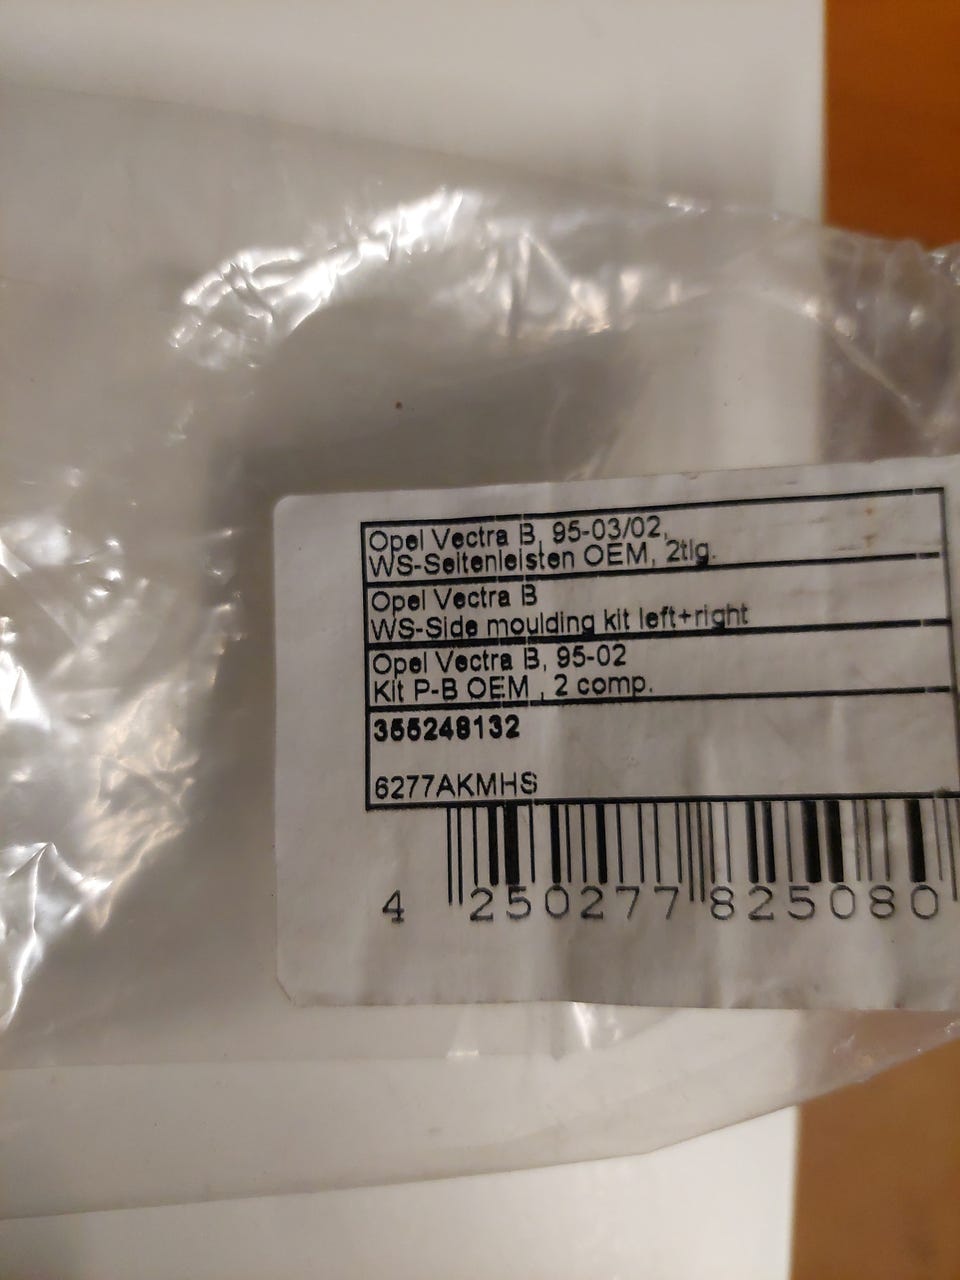 Opel Vectra B, 95-03/02,
WS-Seitenleisten OEM, 2tlg.
Opel Vectra B
WS-Side moulding kit left+right
Opel Vectra B, 95-02
Kit P-B OEM , 2 comp.
355248132
6277AKMHS
4 250277 825080